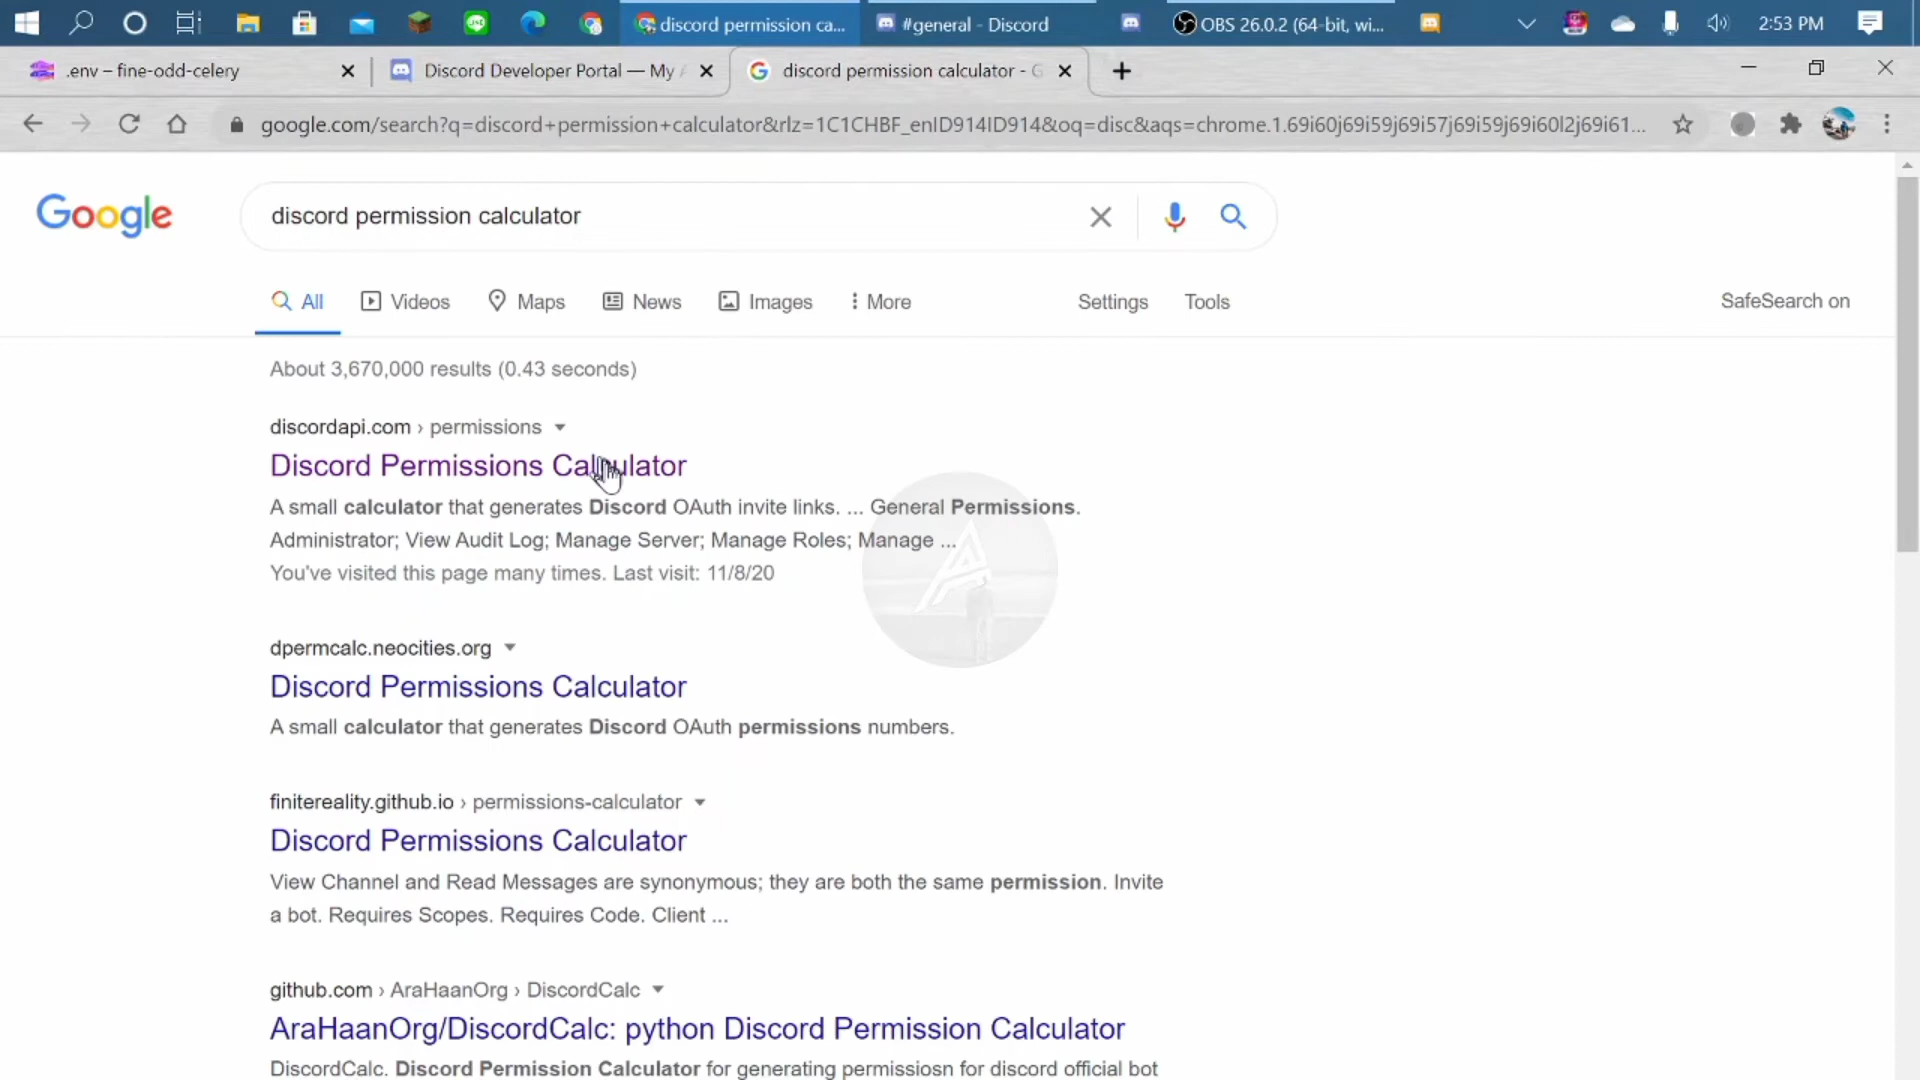 discord permission ca...
#general - Discord
OBS 26.0.2 (64-bit, wi...
2:53 PM
.env – fine-odd-celery
Discord Developer Portal — My A
discord permission calculator - G
google.com/search?q=discord+permission+calculator&rlz=1C1CHBF_enID914ID914&oq=disc&aqs=chrome.1.69i60j69i59j69i57j69i59j69i60l2j69i61...
Google
discord permission calculator
All
Videos
Maps
News
Images
More
Settings
Tools
SafeSearch on
About 3,670,000 results (0.43 seconds)
discordapi.com › permissions
Discord Permissions Calculator
A small calculator that generates Discord OAuth invite links. ... General Permissions.
Administrator; View Audit Log; Manage Server; Manage Roles; Manage ...
You've visited this page many times. Last visit: 11/8/20
dpermcalc.neocities.org
Discord Permissions Calculator
A small calculator that generates Discord OAuth permissions numbers.
finitereality.github.io › permissions-calculator
Discord Permissions Calculator
View Channel and Read Messages are synonymous; they are both the same permission. Invite
a bot. Requires Scopes. Requires Code. Client ...
github.com › AraHaanOrg › DiscordCalc
AraHaanOrg/DiscordCalc: python Discord Permission Calculator
DiscordCalc. Discord Permission Calculator for generating permissiosn for discord official bot